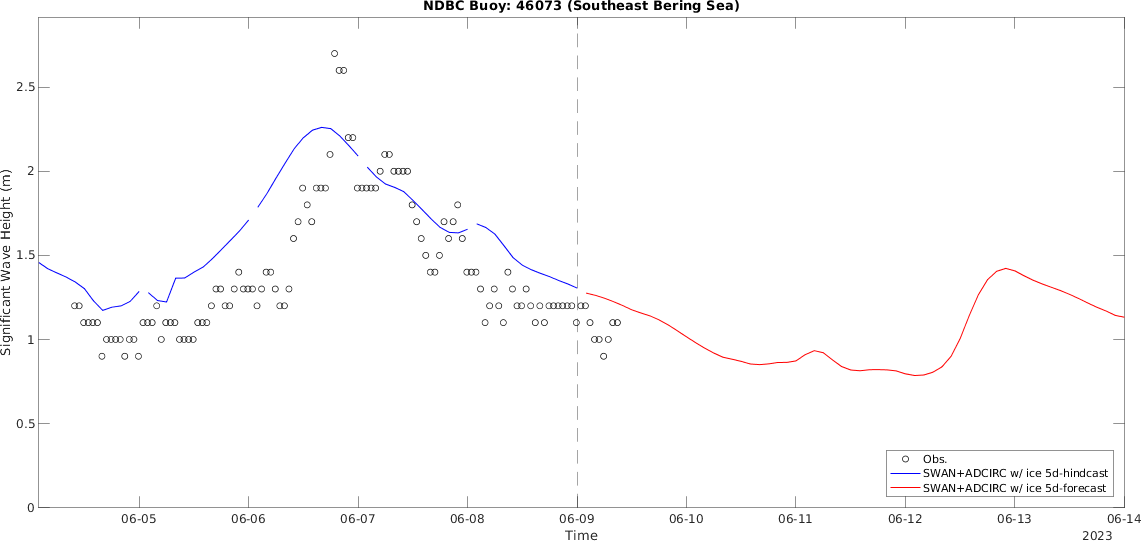 NDBC Buoy: 46073 (Southeast Bering Sea)
Significant Wave Height (m)
2.5
2
1.5
1
0.5
0
Obs.
SWAN+ADCIRC w/ ice 5d-hindcast
SWAN+ADCIRC w/ ice 5d-forecast
06-05 06-06 06-07 06-08 06-09 06-10 06-11 06-12 06-13 06-14
Time
2023